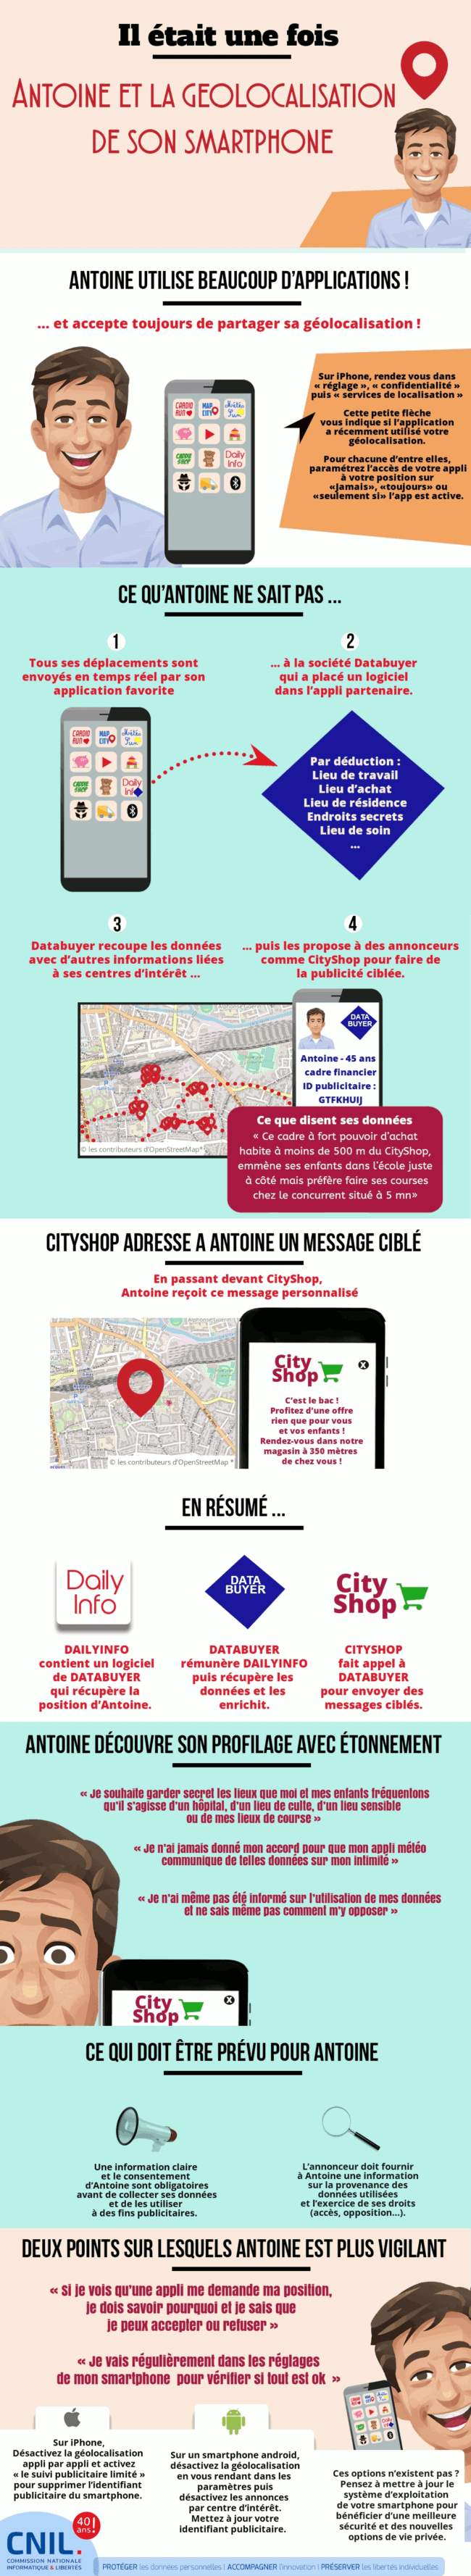 Il était une fois
ANTOINE ET LA GEOLOCALISATION
DE SON SMARTPHONE
ANTOINE UTILISE BEAUCOUP D'APPLICATIONS !
... et accepte toujours de partager sa géolocalisation !
CARDIO RUN
MAP CITY
Daily
Info
Sur iPhone, rendez vous dans
« réglage », « confidentialité »
puis « services de localisation »
Cette petite flèche
vous indique si l'application
a récemment utilisé votre
géolocalisation.
Pour chacune d'entre elles,
paramétrez l'accès de votre appli
à votre position sur
«Jamais», «toujours» ou
«seulement si» l'app est active.
CE QU'ANTOINE NE SAIT PAS ...
1
Tous ses déplacements sont
envoyés en temps réel par son
application favorite
2
... à la société Databuyer
qui a placé un logiciel
dans l'appli partenaire.
CARDIO RUN
MAP CITY
Daily
Par déduction :
Lieu de travail
Lieu d'achat
Lieu de résidence
Endroits secrets
Lieu de soin
...
3
Databuyer recoupe les données
avec d'autres informations liées
à ses centres d'intérêt ...
4
... puis les propose à des annonceurs
comme CityShop pour faire de
la publicité ciblée.
© les contributeurs d'OpenStreetMap*
DATA
BUYER
Antoine - 45 ans
cadre financier
ID publicitaire :
GTFKHUIJ
Ce que disent ses données
« Ce cadre à fort pouvoir d'achat
habite à moins de 500 m du CityShop,
emmène ses enfants dans l'école juste
à côté mais préfère faire ses courses
chez le concurrent situé à 5 mn»
CITYSHOP ADRESSE A ANTOINE UN MESSAGE CIBLÉ
En passant devant CityShop,
Antoine reçoit ce message personnalisé
© les contributeurs d'OpenStreetMap *
City
Shop
X
C'est le bac !
Profitez d'une offre
rien que pour vous
et vos enfants !
Rendez-vous dans notre
magasin à 350 mètres
de chez vous !
EN RÉSUMÉ ...
Daily
Info
DATA
BUYER
City
Shop
DAILYINFO
contient un logiciel
de DATABUYER
qui récupère la
position d'Antoine.
DATABUYER
rémunère DAILYINFO
puis récupère les
données et les
enrichit.
CITYSHOP
fait appel à
DATABUYER
pour envoyer des
messages ciblés.
ANTOINE DÉCOUVRE SON PROFILAGE AVEC ÉTONNEMENT
« Je souhaite garder secret les lieux que moi et mes enfants fréquentons
qu'il s'agisse d'un hôpital, d'un lieu de culte, d'un lieu sensible
ou de mes lieux de course »
« Je n'ai jamais donné mon accord pour que mon appli météo
communique de telles données sur mon intimité »
« Je n'ai même pas été informé sur l'utilisation de mes données
et ne sais même pas comment m'y opposer »
City
Shop
X
CE QUI DOIT ÊTRE PRÉVU POUR ANTOINE
Une information claire
et le consentement
d'Antoine sont obligatoires
avant de collecter ses données
et de les utiliser
à des fins publicitaires.
L'annonceur doit fournir
à Antoine une information
sur la provenance des
données utilisées
et l'exercice de ses droits
(accès, opposition...).
DEUX POINTS SUR LESQUELS ANTOINE EST PLUS VIGILANT
« Si je vois qu'une appli me demande ma position,
je dois savoir pourquoi et je sais que
je peux accepter ou refuser »
« Je vais régulièrement dans les réglages
de mon smartphone pour vérifier si tout est ok »
Sur iPhone,
Désactivez la géolocalisation
appli par appli et activez
« le suivi publicitaire limité »
pour supprimer l'identifiant
publicitaire du smartphone.
Sur un smartphone android,
désactivez la géolocalisation
en vous rendant dans les
paramètres puis
désactivez les annonces
par centre d'intérêt.
Mettez à jour votre
identifiant publicitaire.
Ces options n'existent pas ?
Pensez à mettre à jour le
système d'exploitation
de votre smartphone pour
bénéficier d'une meilleure
sécurité et des nouvelles
options de vie privée.
40
ans !
CNIL.
COMMISSION NATIONALE
INFORMATIQUE & LIBERTÉS
PROTÉGER les données personnelles | ACCOMPAGNER l'innovation | PRÉSERVER les libertés individuelles